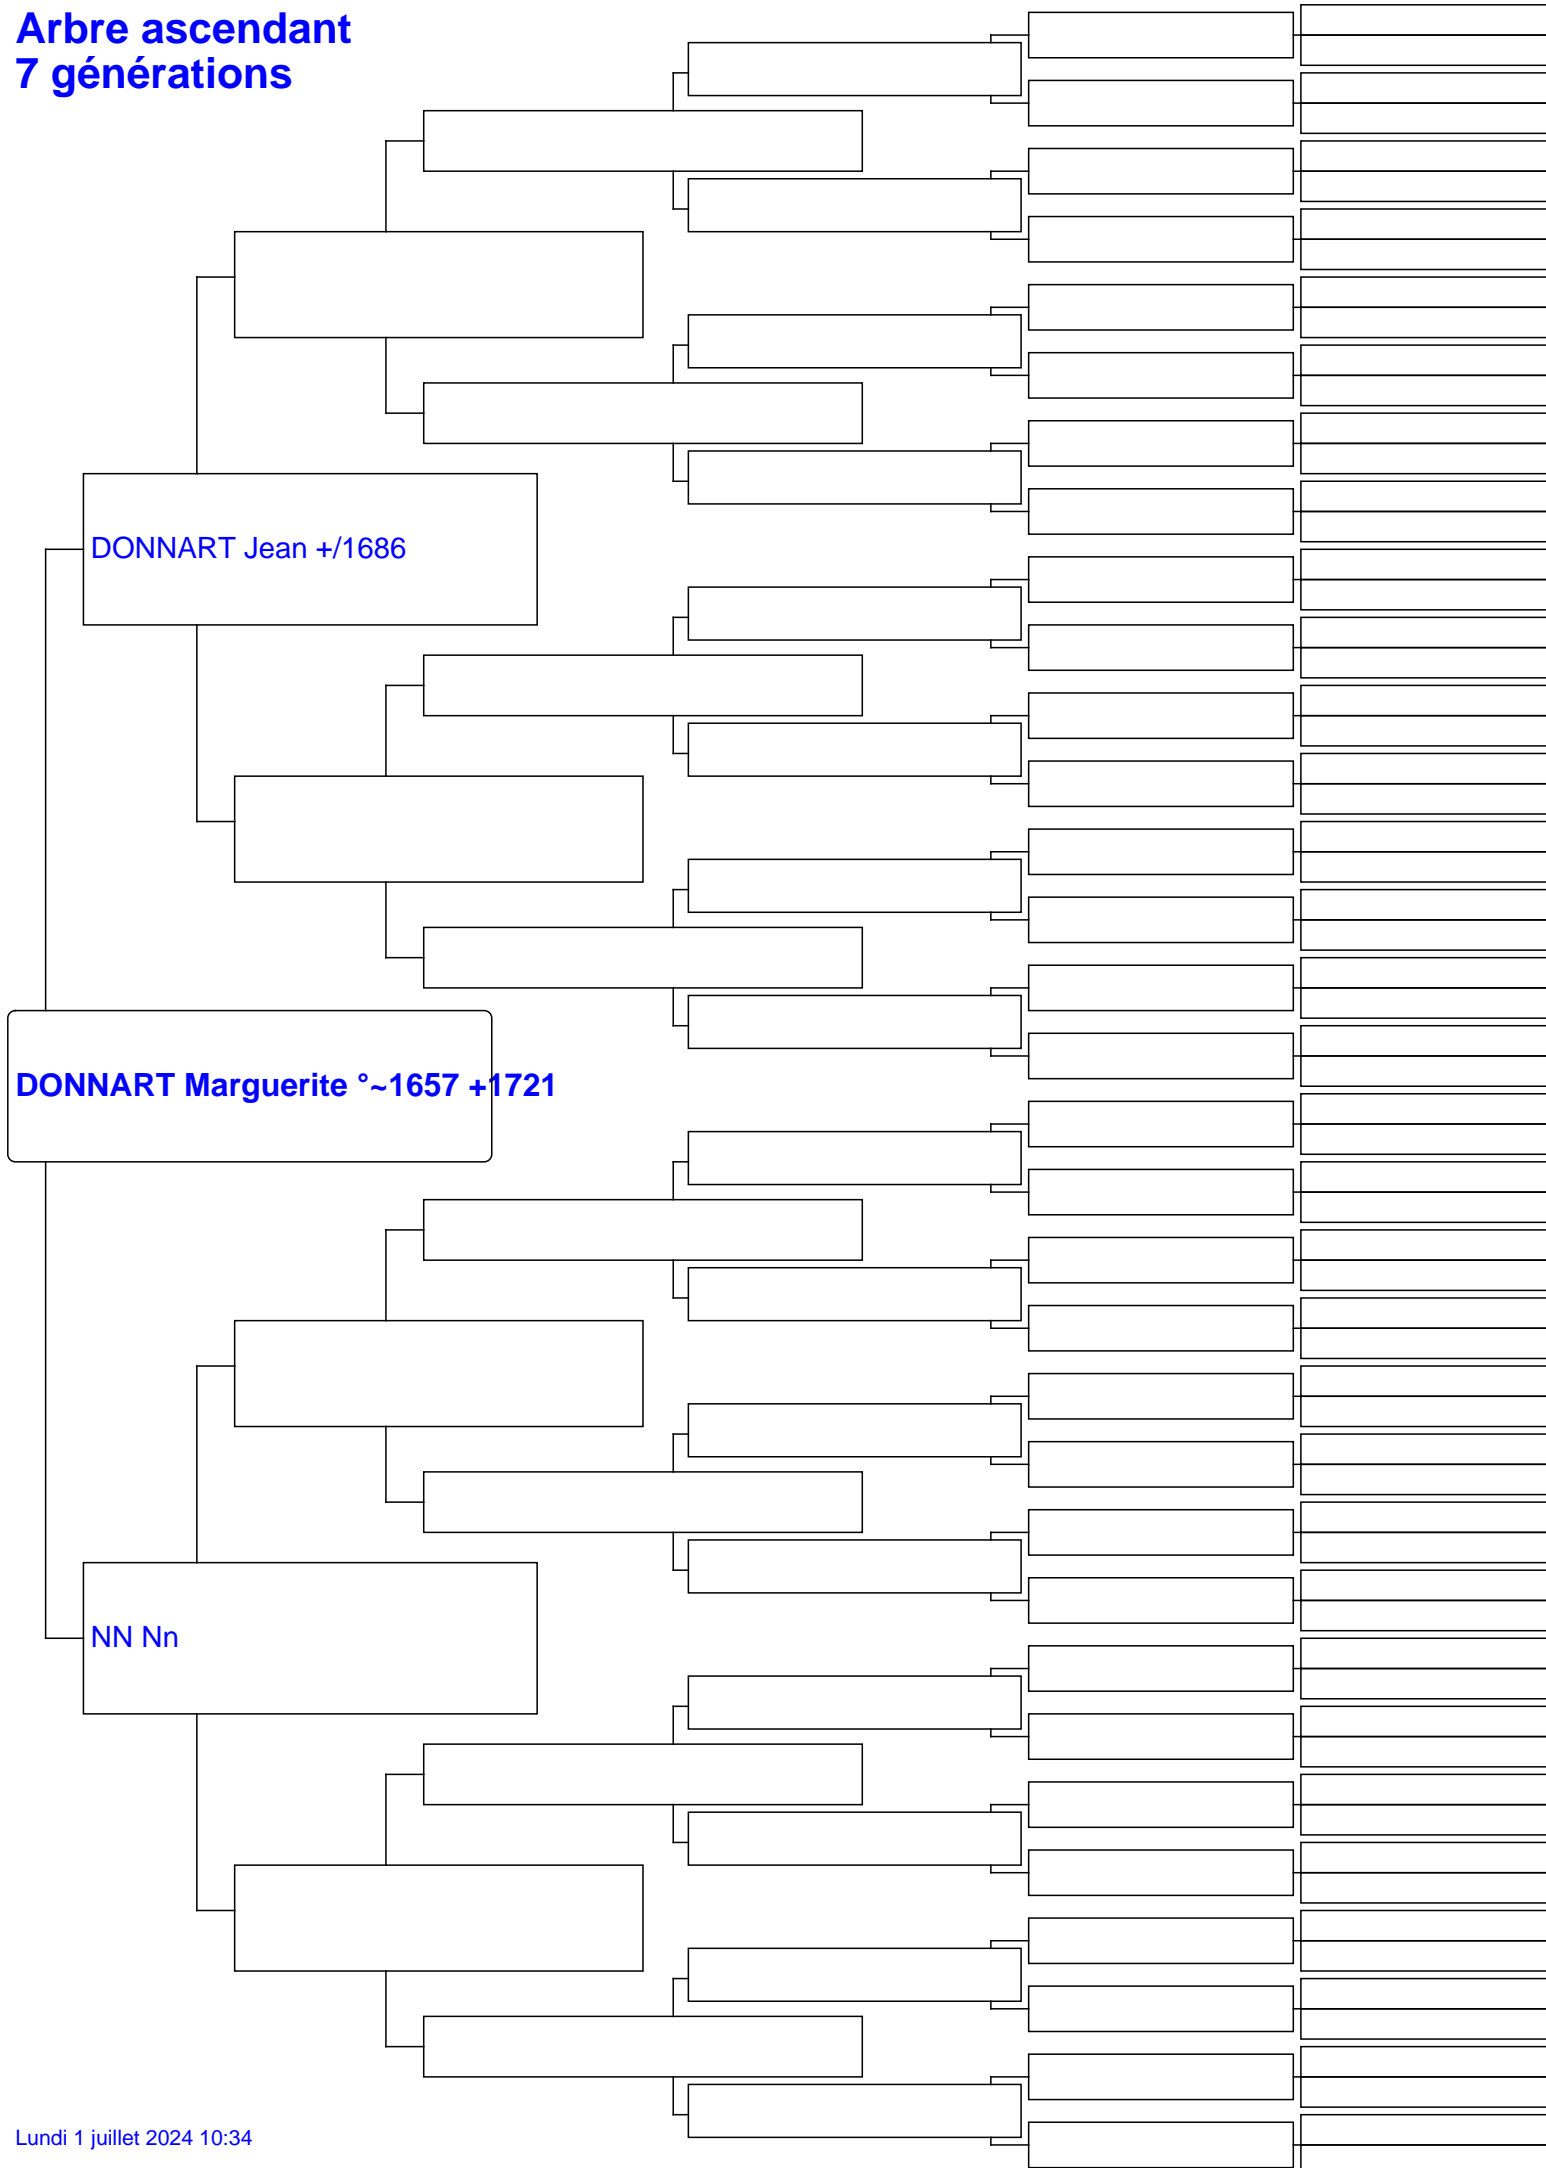 Arbre ascendant
7 générations
DONNART Jean +/1686
DONNART Marguerite °~1657 +1721
NN Nn
Lundi 1 juillet 2024 10:34